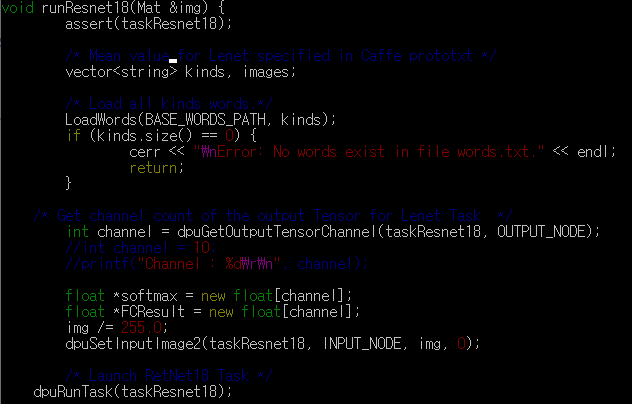 void runResnet18(Mat &img) {
assert(taskResnet18);
/* Mean value for Lenet specified in Caffe prototxt */
vector<string> kinds, images;
/* Load all kinds words */
LoadWords(BASE_WORDS_PATH, kinds);
if (kinds.size() == 0) {
cerr << "₩nError: No words exist in file words.txt." << endl;
return;
}
/* Get channel count of the output Tensor for Lenet Task  */
int channel = dpuGetOutputTensorChannel(taskResnet18, OUTPUT_NODE);
//int channel = 10;
//printf("Channel : %d₩r₩n", channel);
float *softmax = new float[channel];
float *FCResult = new float[channel];
img /= 255.0;
dpuSetInputImage2(taskResnet18, INPUT_NODE, img, 0);
/* Launch RetNet18 Task */
dpuRunTask(taskResnet18);